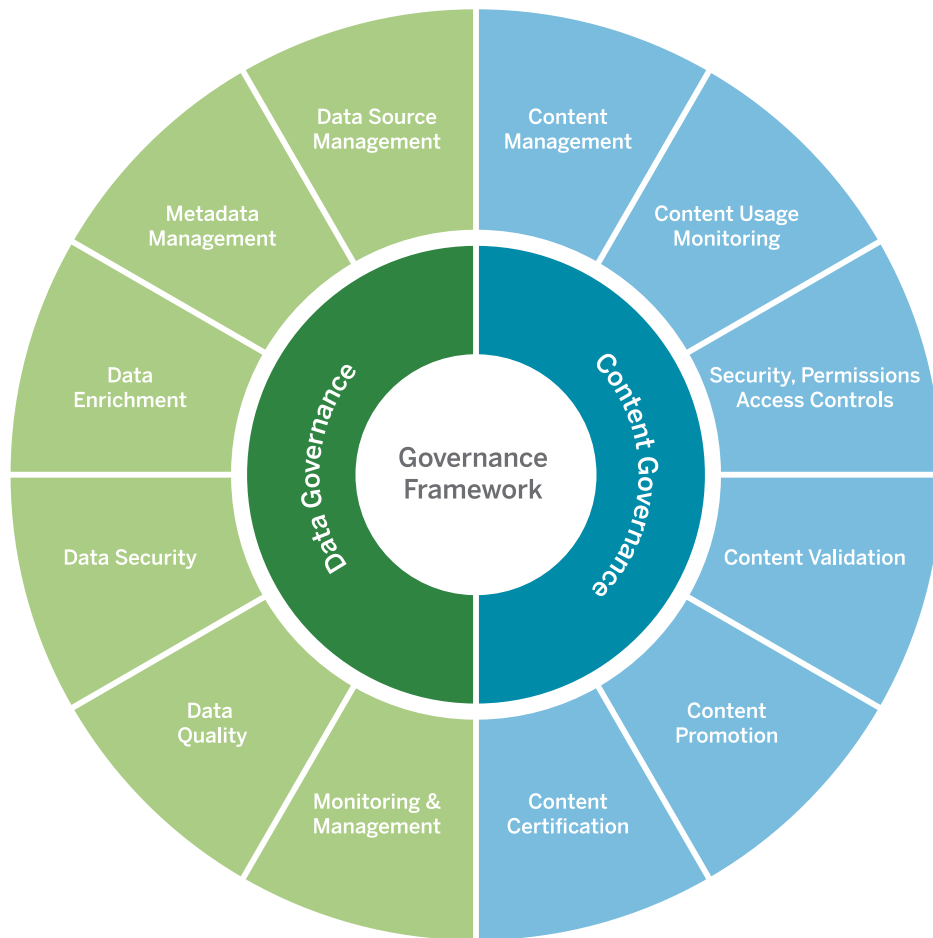 Data Source
Management
Content
Management
Metadata
Management
Content Usage
Monitoring
Data
Enrichment
Security, Permissions
Access Controls
Data Governance
Governance
Framework
Content Governance
Data Security
Content Validation
Data
Quality
Content
Promotion
Monitoring &
Management
Content
Certification